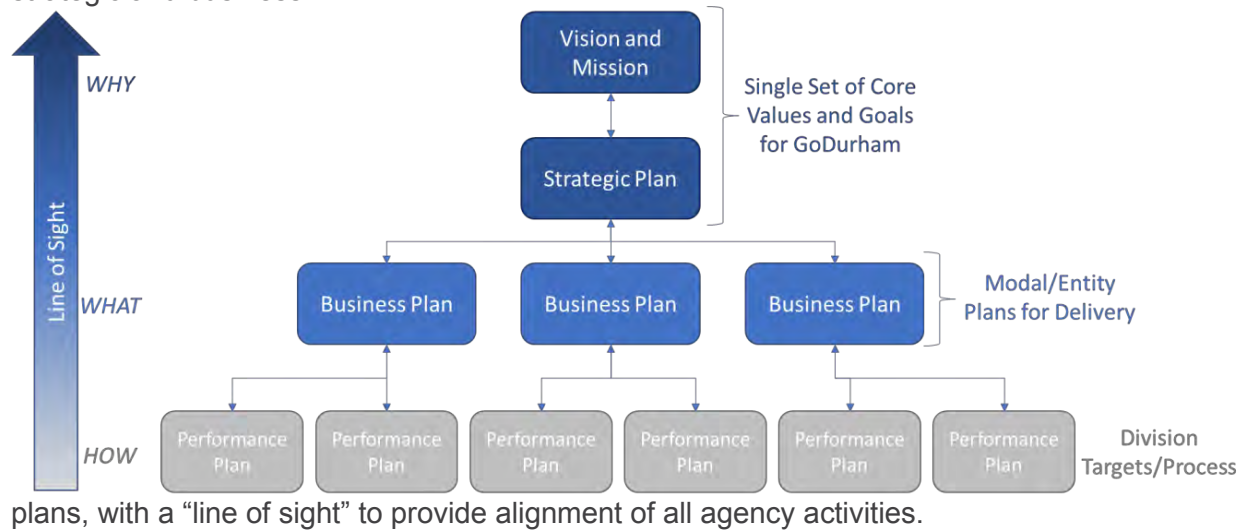 WHY
Vision and
Mission
Single Set of Core
Values and Goals
for GoDurham
Strategic Plan
Line of Sight
WHAT
Business Plan
Business Plan
Business Plan
Modal/Entity
Plans for Delivery
HOW
Performance
Plan
Performance
Plan
Performance
Plan
Performance
Plan
Performance
Plan
Performance
Plan
Division
Targets/Process
plans, with a “line of sight” to provide alignment of all agency activities.